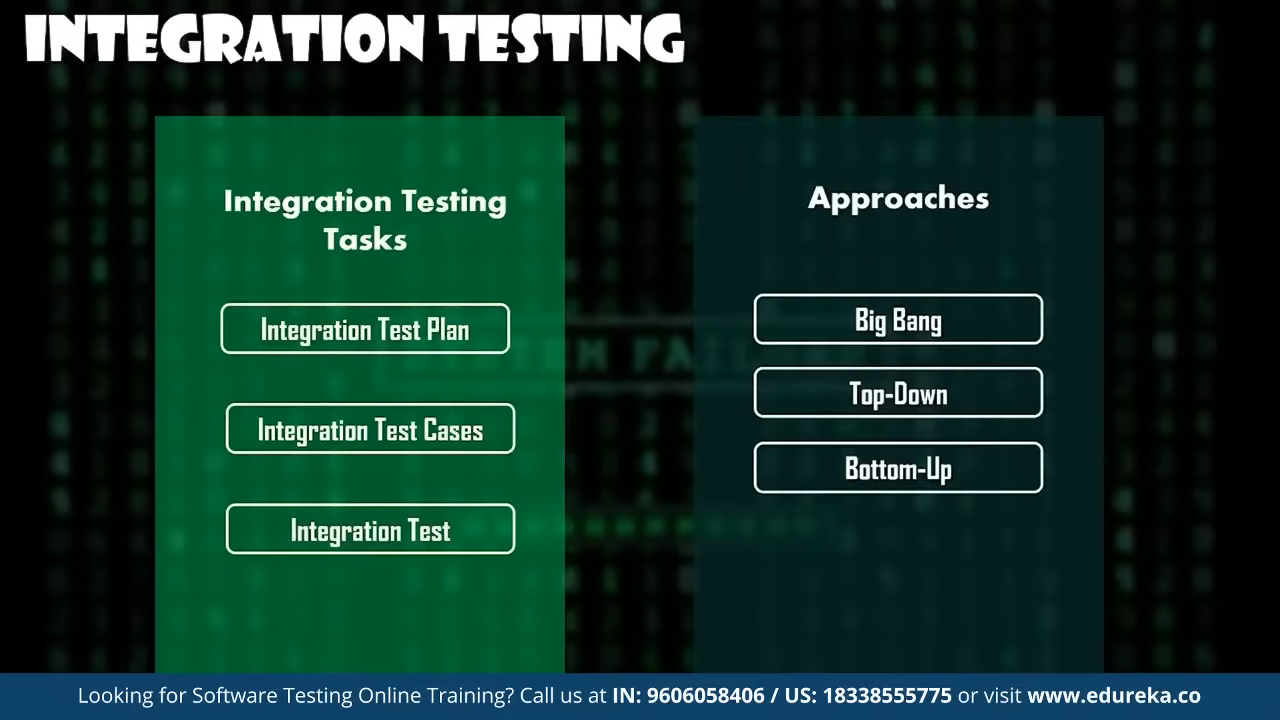 INTEGRATION TESTING
Integration Testing
Tasks
Integration Test Plan
Integration Test Cases
Integration Test
Approaches
Big Bang
Top-Down
Bottom-Up
Looking for Software Testing Online Training? Call us at IN: 9606058406 / US: 18338555775 or visit www.edureka.co